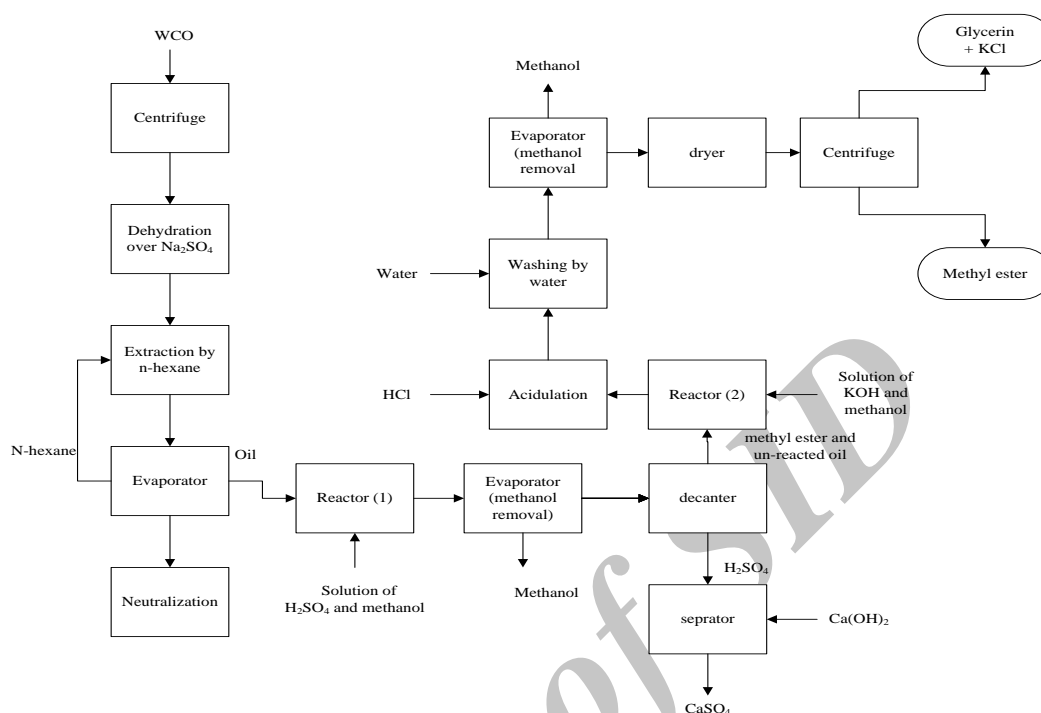 WCO
Centrifuge
Dehydration
over Na₂SO₄
Extraction by
n-hexane
N-hexane
Evaporator
Oil
Neutralization
Reactor (1)
Solution of
H₂SO₄ and methanol
Evaporator
(methanol
removal)
Methanol
decanter
H₂SO₄
seprator
Ca(OH)₂
CaSO₄
methyl ester and
un-reacted oil
Reactor (2)
Solution of
KOH and
methanol
Acidulation
HCl
Washing by
water
Water
Evaporator
(methanol
removal
Methanol
dryer
Centrifuge
Glycerin
+ KCl
Methyl ester
of SID